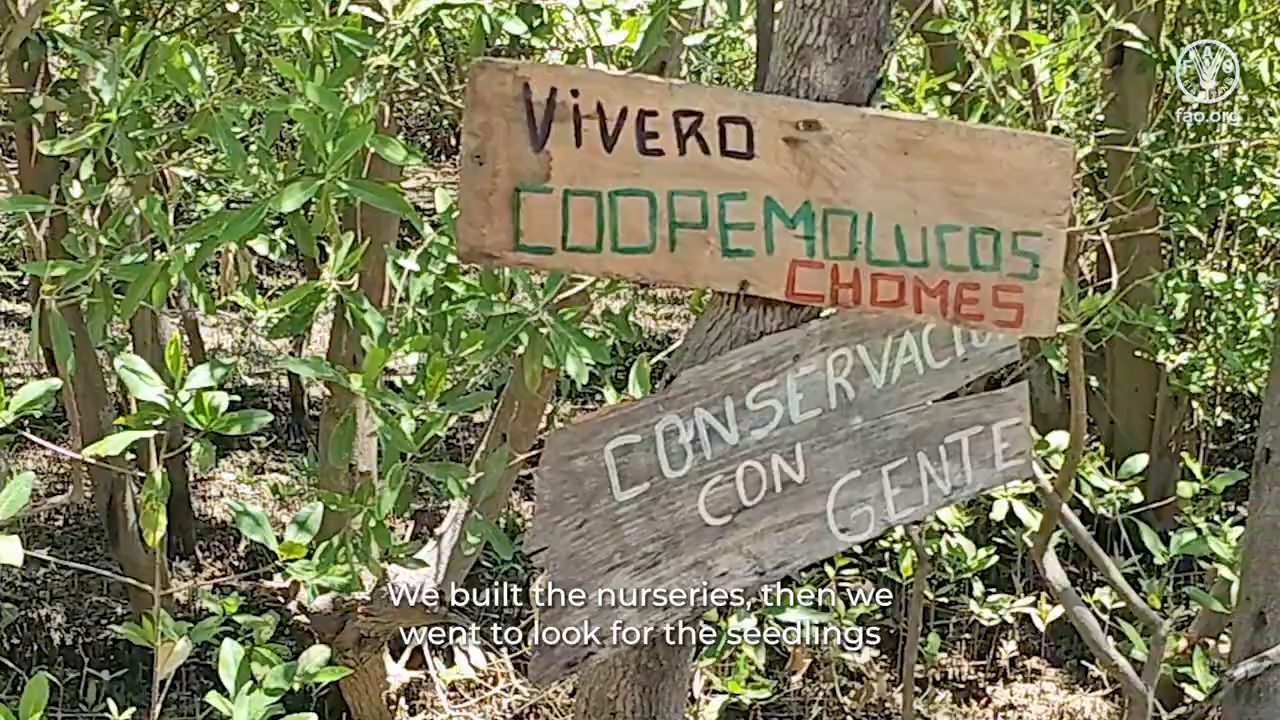 VIVERO
COOPEMOLUCOS
CHOMES
CONSERVACIÓ
CON
GENTE
fao.org
We built the nurseries, then we
went to look for the seedlings